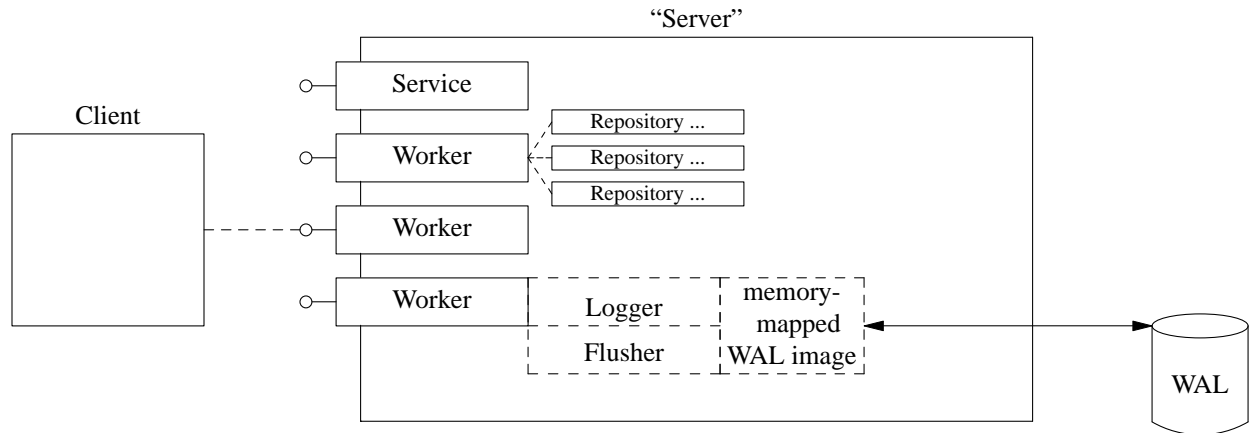 “Server”
Service
Client
Repository ...
Worker
Repository ...
Repository ...
Worker
Worker
Logger
Flusher
memory-
mapped
WAL image
WAL